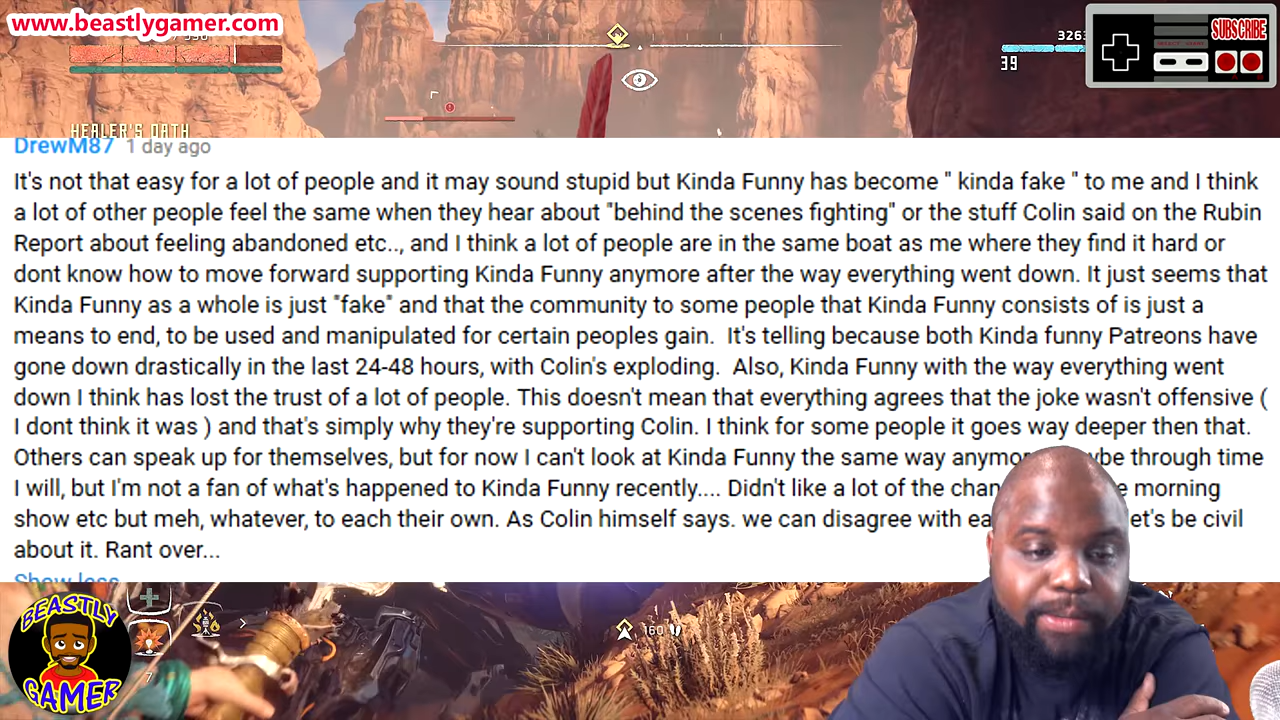 www.beastlygamer.com
3263
SUBSCRIBE
39
HEALER'S OATH
DrewM87 1 day ago
It's not that easy for a lot of people and it may sound stupid but Kinda Funny has become " kinda fake " to me and I think
a lot of other people feel the same when they hear about "behind the scenes fighting" or the stuff Colin said on the Rubin
Report about feeling abandoned etc.., and I think a lot of people are in the same boat as me where they find it hard or
dont know how to move forward supporting Kinda Funny anymore after the way everything went down. It just seems that
Kinda Funny as a whole is just "fake" and that the community to some people that Kinda Funny consists of is just a
means to end, to be used and manipulated for certain peoples gain. It's telling because both Kinda funny Patreons have
gone down drastically in the last 24-48 hours, with Colin's exploding. Also, Kinda Funny with the way everything went
down I think has lost the trust of a lot of people. This doesn't mean that everything agrees that the joke wasn't offensive (
I dont think it was ) and that's simply why they're supporting Colin. I think for some people it goes way deeper then that.
Others can speak up for themselves, but for now I can't look at Kinda Funny the same way through time
I will, but I'm not a fan of what's happened to Kinda Funny recently.... Didn't like a lot of the morning
show etc but meh, whatever, to each their own. As Colin himself says. we can disagree with let's be civil
about it. Rant over...
Show less
160
7
BEASTLY
GAMER